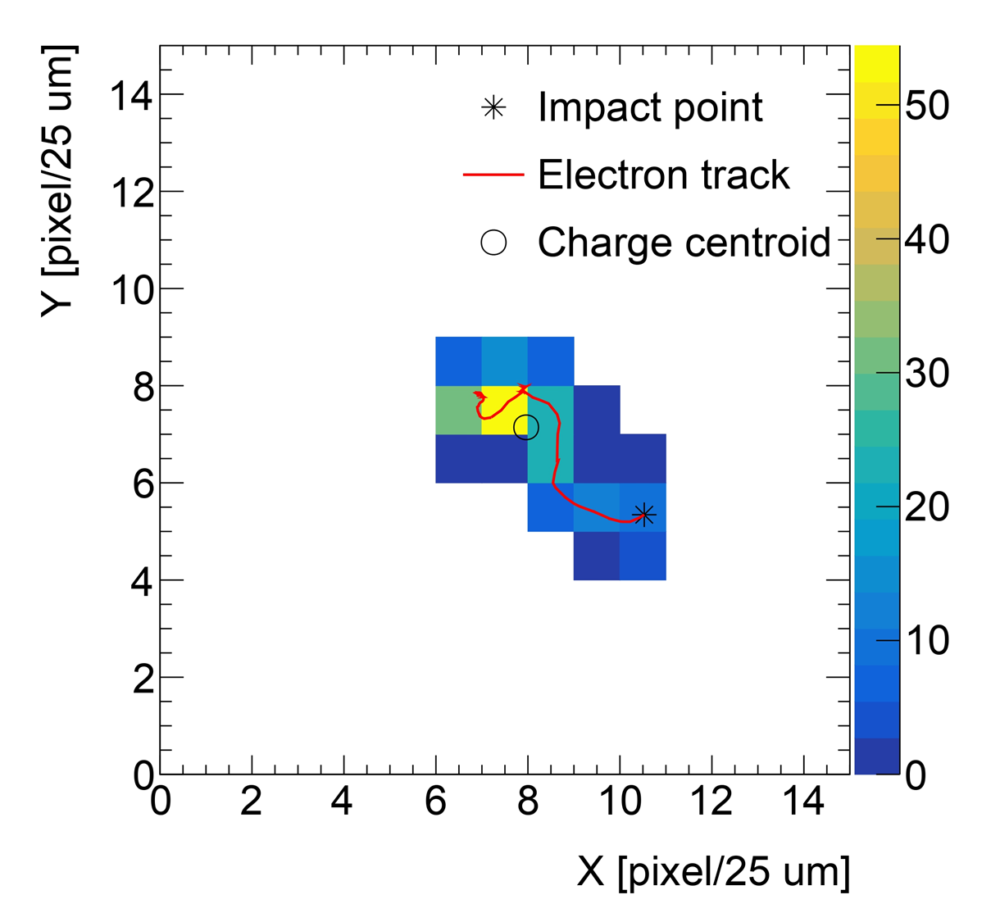 Y [pixel/25 um]
14
12
10
8
6
4
2
0
Impact point
Electron track
Charge centroid
50
40
30
20
10
0
0 2 4 6 8 10 12 14
X [pixel/25 um]